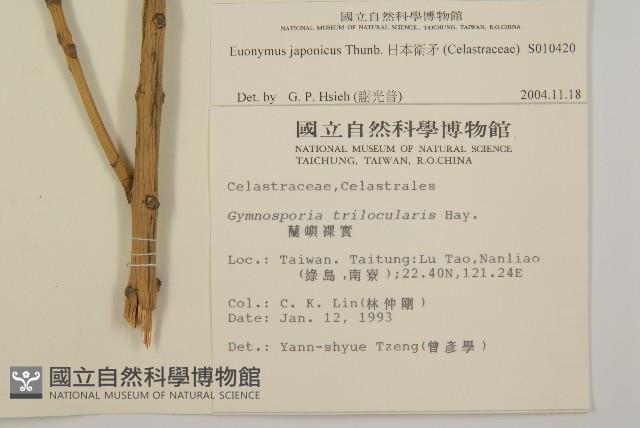 國立自然科學博物館
NATIONAL MUSEUM OF NATURAL SCIENCE, TAICHUNG, TAIWAN, R.O.CHINA
Euonymus japonicus Thunb. 日本衛矛 (Celastraceae) S010420
Det. by G. P. Hsieh (謝光普) 2004.11.18
國立自然科學博物館
NATIONAL MUSEUM OF NATURAL SCIENCE
TAICHUNG, TAIWAN, R.O.CHINA
Celastraceae,Celastrales
Gymnosporia trilocularis Hay.
蘭嶼裸實
Loc.: Taiwan. Taitung:Lu Tao,Nanliao
(綠島,南寮);22.40N,121.24E
Col.: C. K. Lin(林仲剛)
Date: Jan. 12, 1993
Det.: Yann-shyue Tzeng(曾彥學)
國立自然科學博物館
NATIONAL MUSEUM OF NATURAL SCIENCE